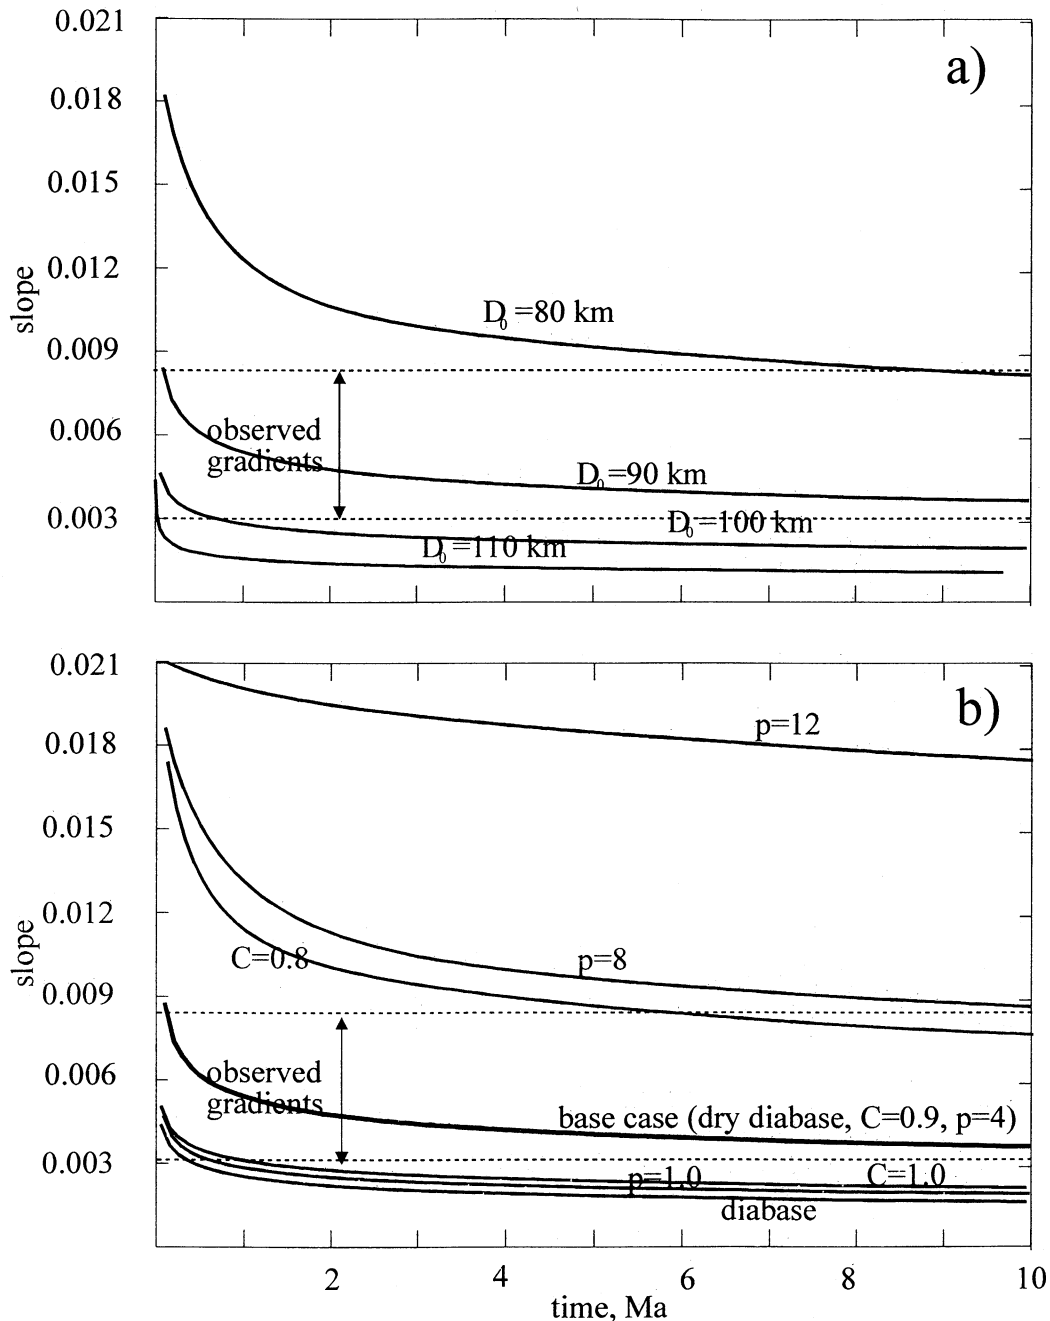 0.021
a)
0.018
0.015
0.012
slope
D₀=80 km
0.009
observed
gradients
0.006
D₀=90 km
0.003
D₀=100 km
D₀=110 km
0.021
b)
p=12
0.018
0.015
0.012
slope
C=0.8
p=8
0.009
observed
gradients
0.006
base case (dry diabase, C=0.9, p=4)
0.003
p=1.0
C=1.0
diabase
2 4 6 8 10
time, Ma